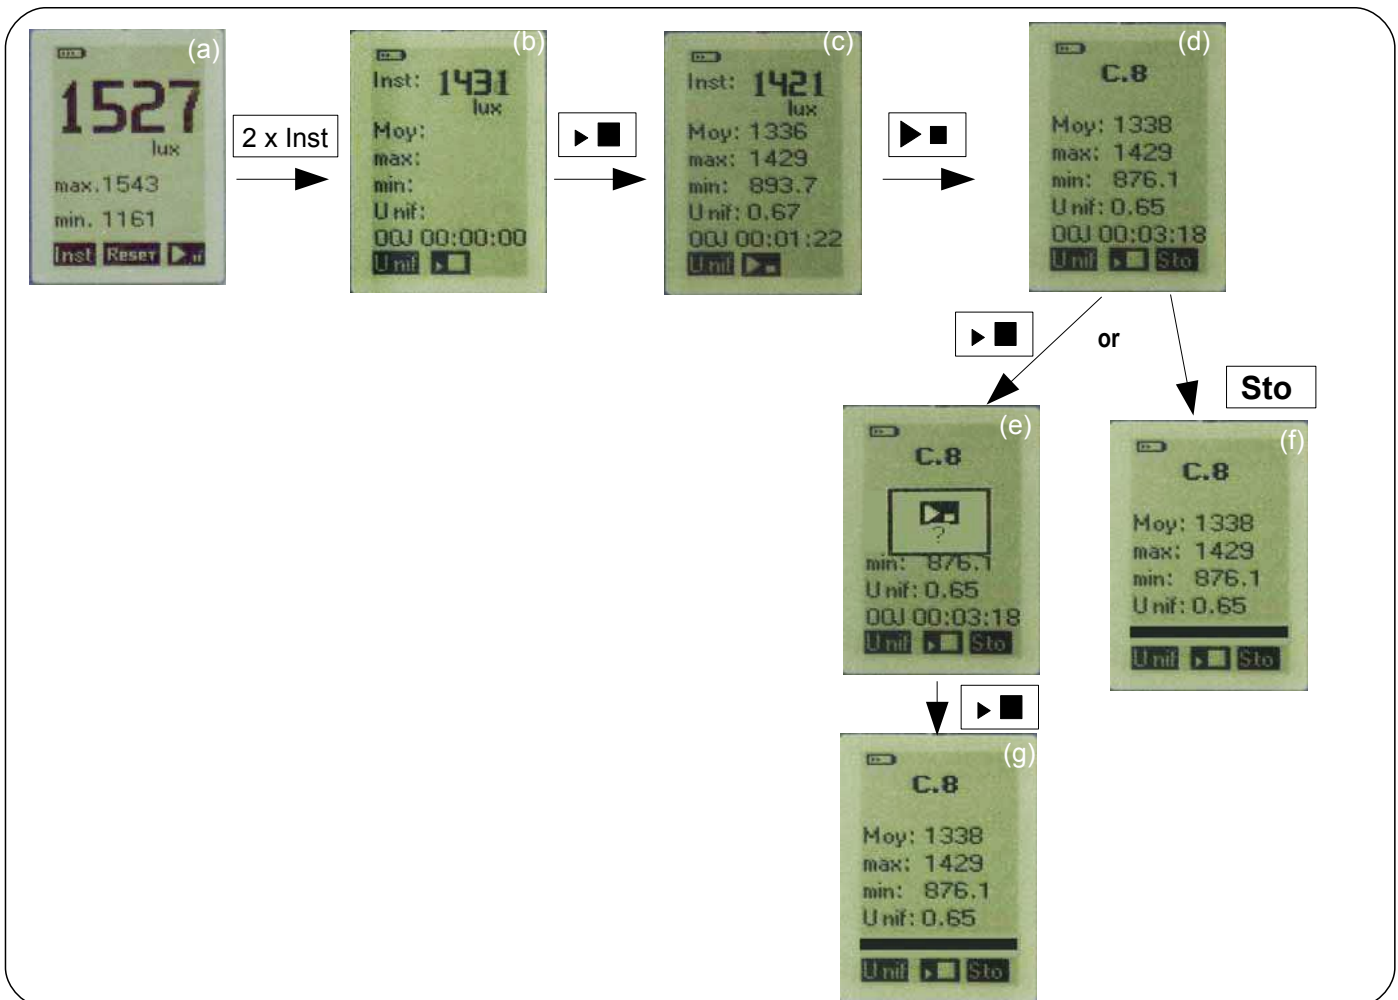 (a)
1527
lux
max.1543
min. 1161
Inst RESET
2 x Inst
(b)
Inst: 1431
lux
Moy:
max:
min:
Unif:
00J 00:00:00
Unif
(c)
Inst: 1421
lux
Moy: 1336
max: 1429
min: 893.7
Unif: 0.67
00J 00:01:22
Unif
(d)
C.8
Moy: 1338
max: 1429
min: 876.1
Unif: 0.65
00J 00:03:18
Unif Sto
or
Sto
(e)
C.8
?
min: 876.1
Unif: 0.65
00J 00:03:18
Unif Sto
(f)
C.8
Moy: 1338
max: 1429
min: 876.1
Unif: 0.65
Unif Sto
(g)
C.8
Moy: 1338
max: 1429
min: 876.1
Unif: 0.65
Unif Sto